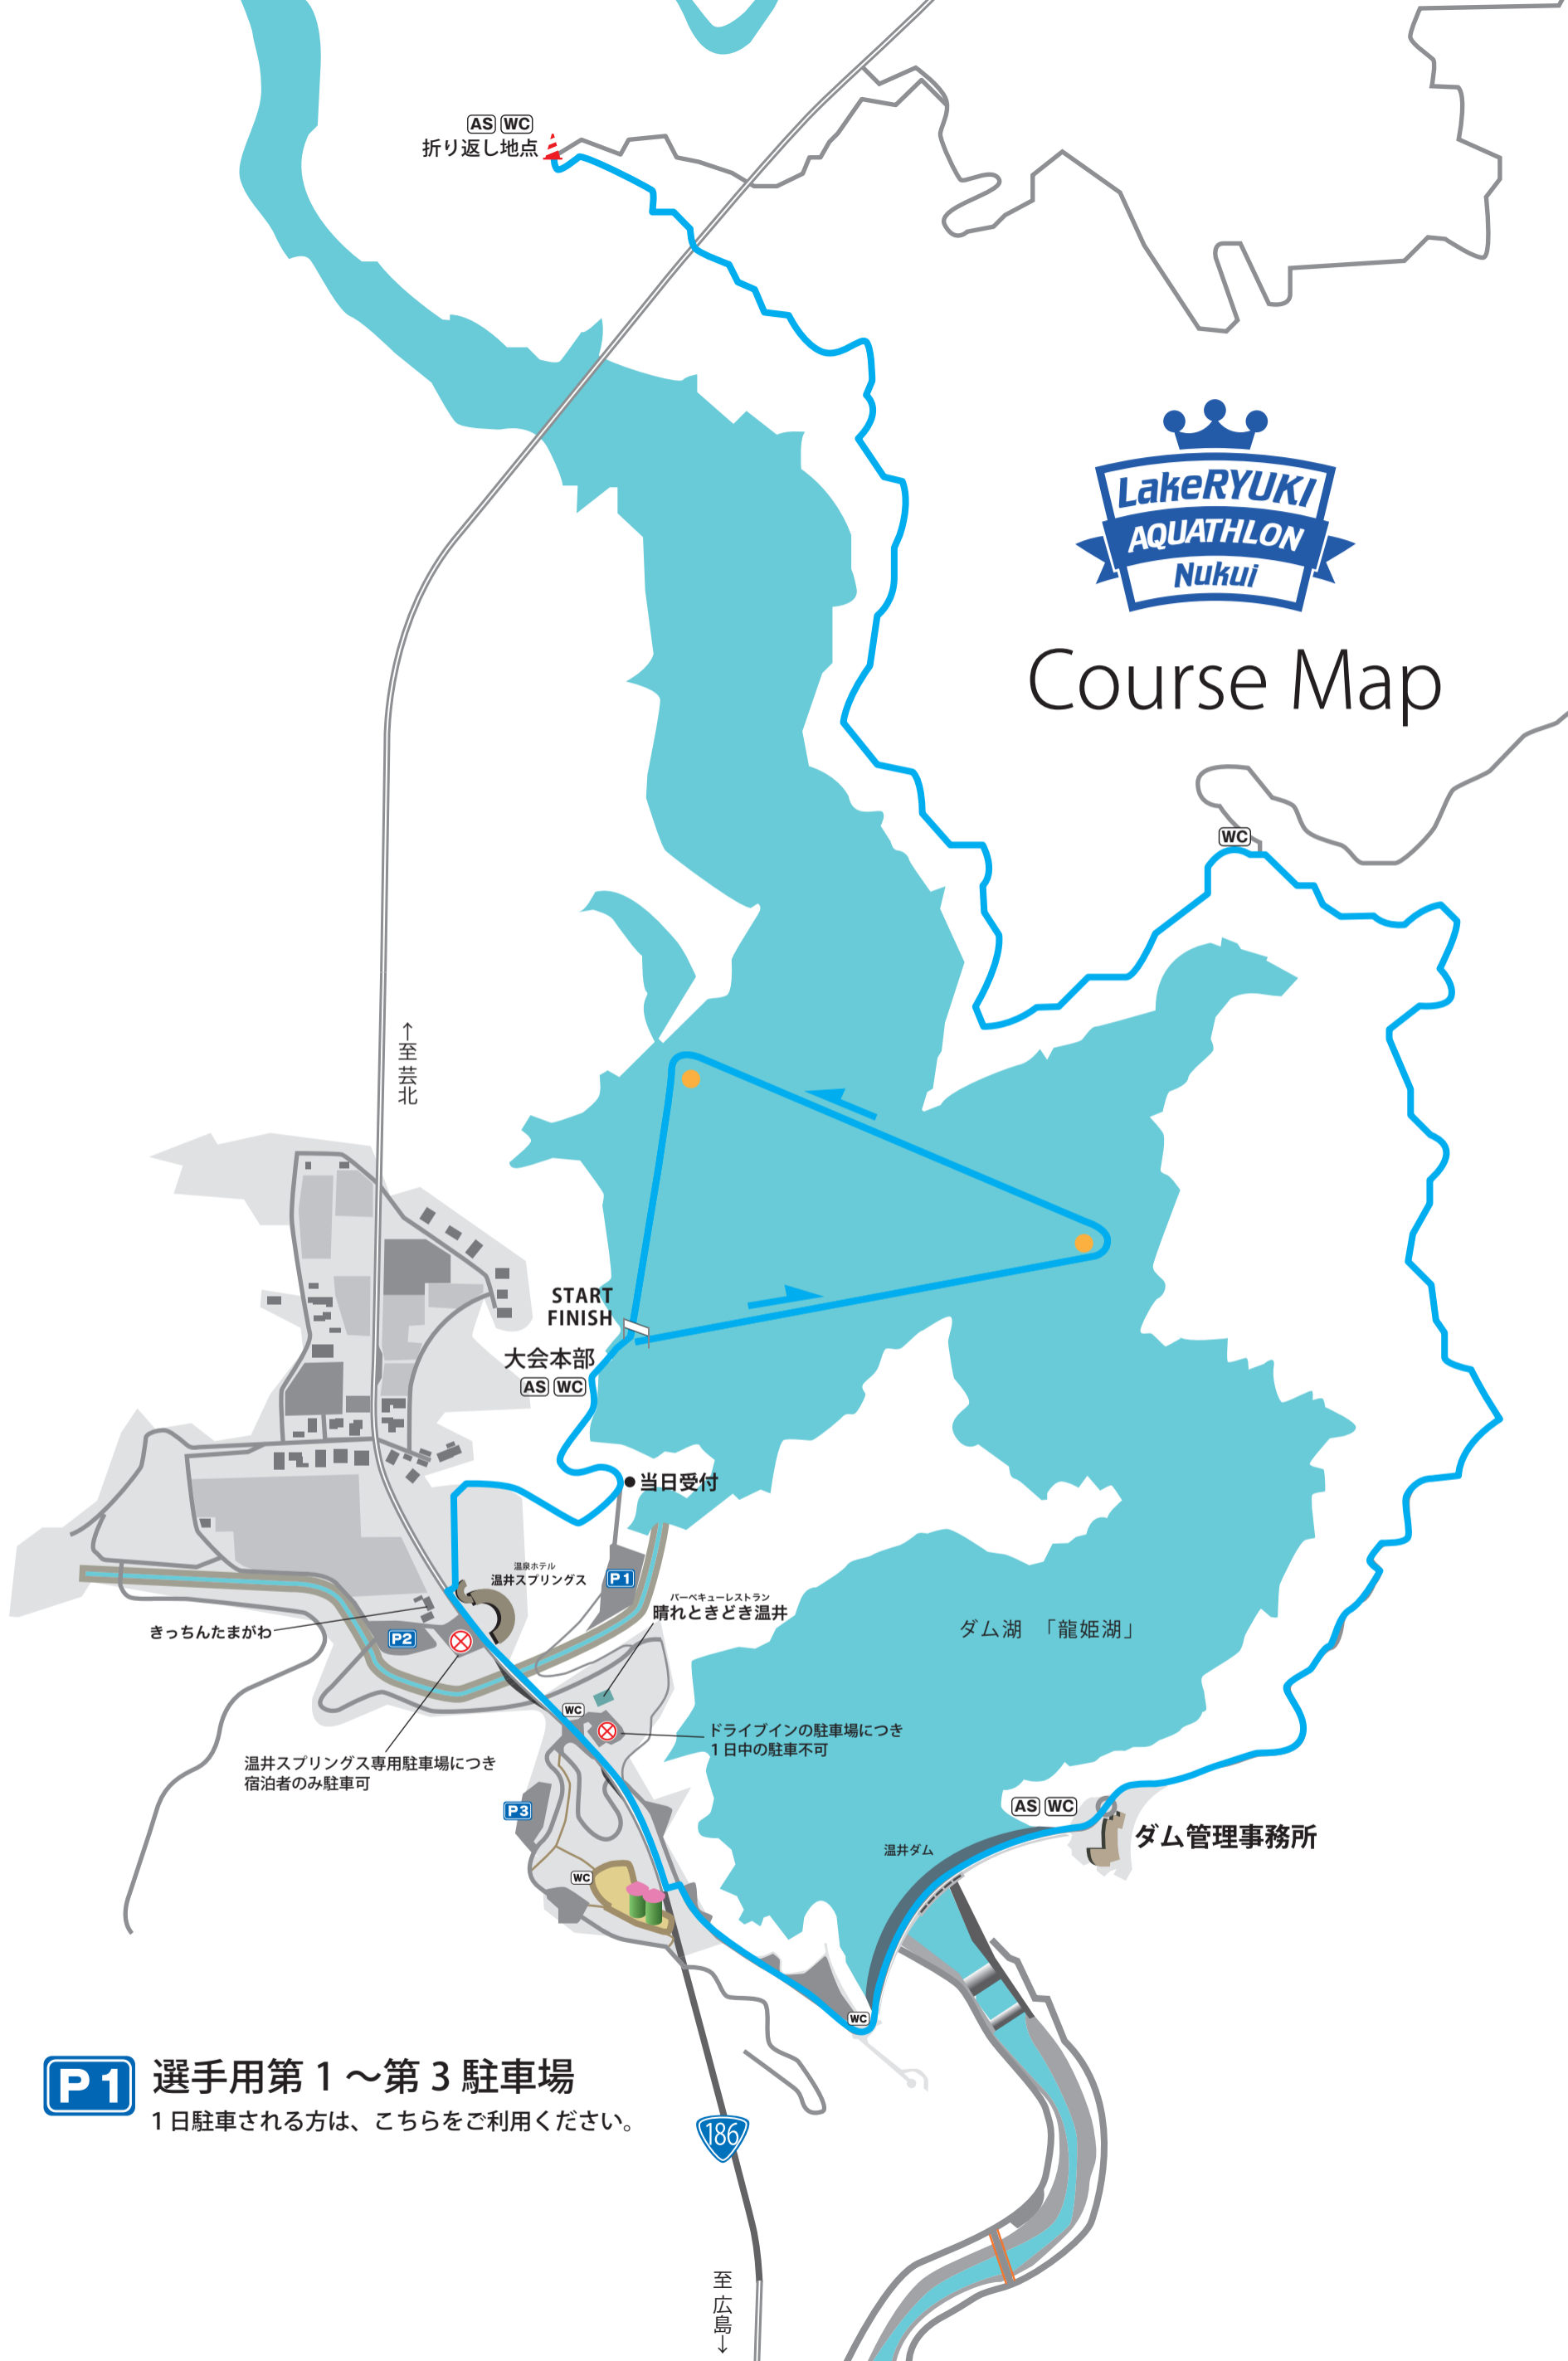 AS WC
折り返し地点
LakeRYUKI
AQUATHLON
Nukui
Course Map
WC
←至 芸北
START
FINISH
大会本部
AS WC
当日受付
温泉ホテル
温井スプリングス
P1
バーベキューレストラン
晴れときどき温井
きっちんたまがわ
P2
ダム湖 「龍姫湖」
WC
ドライブインの駐車場につき
1日中の駐車不可
温井スプリングス専用駐車場につき
宿泊者のみ駐車可
P3
AS WC
ダム管理事務所
温井ダム
WC
WC
P1 選手用第1～第3駐車場
1日駐車される方は、こちらをご利用ください。
186
至 広島→